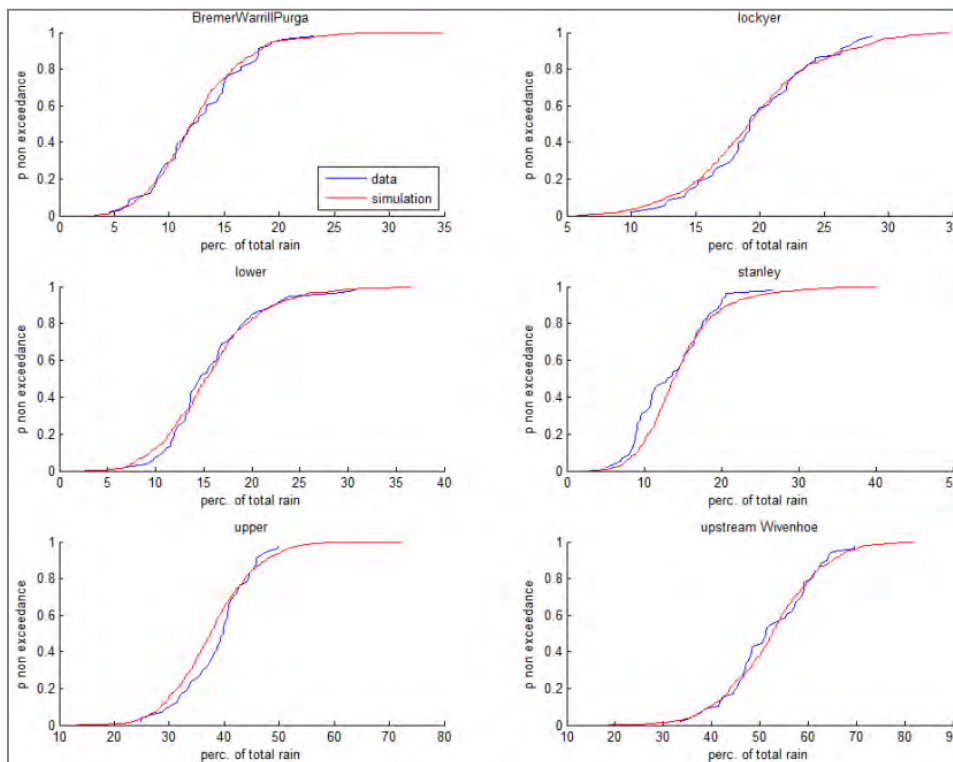 BremerWarrillPurga
p non exceedance
1
0.8
0.6
0.4
0.2
0
0 5 10 15 20 25 30 35
perc. of total rain
data
simulation
lockyer
p non exceedance
1
0.8
0.6
0.4
0.2
0
5 10 15 20 25 30
perc. of total rain
lower
p non exceedance
1
0.8
0.6
0.4
0.2
0
0 5 10 15 20 25 30 35 40
perc. of total rain
stanley
p non exceedance
1
0.8
0.6
0.4
0.2
0
0 10 20 30 40
perc. of total rain
upper
p non exceedance
1
0.8
0.6
0.4
0.2
0
10 20 30 40 50 60 70 80
perc. of total rain
upstream Wivenhoe
p non exceedance
1
0.8
0.6
0.4
0.2
0
10 20 30 40 50 60 70 80
perc. of total rain